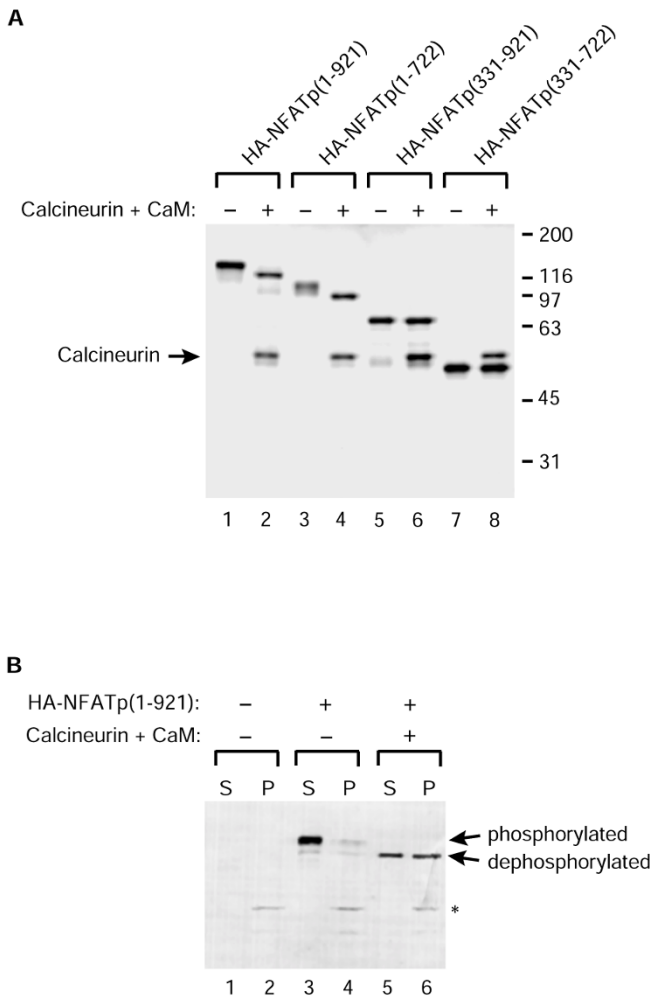 A
HA-NFATp(1-921)
HA-NFATp(1-722)
HA-NFATp(331-921)
HA-NFATp(331-722)
Calcineurin + CaM: – + – + – + – +
200
116
97
63
Calcineurin
45
31
1 2 3 4 5 6 7 8
B
HA-NFATp(1-921): – + +
Calcineurin + CaM: – – +
S P S P S P
phosphorylated
dephosphorylated
*
1 2 3 4 5 6